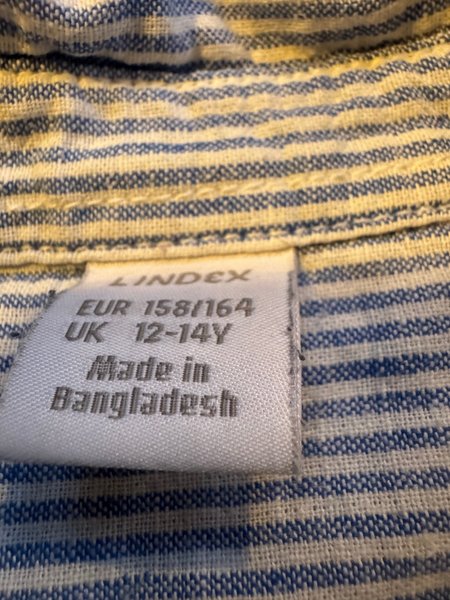 LINDEX
EUR 158/164
UK 12-14Y
Made in
Bangladesh